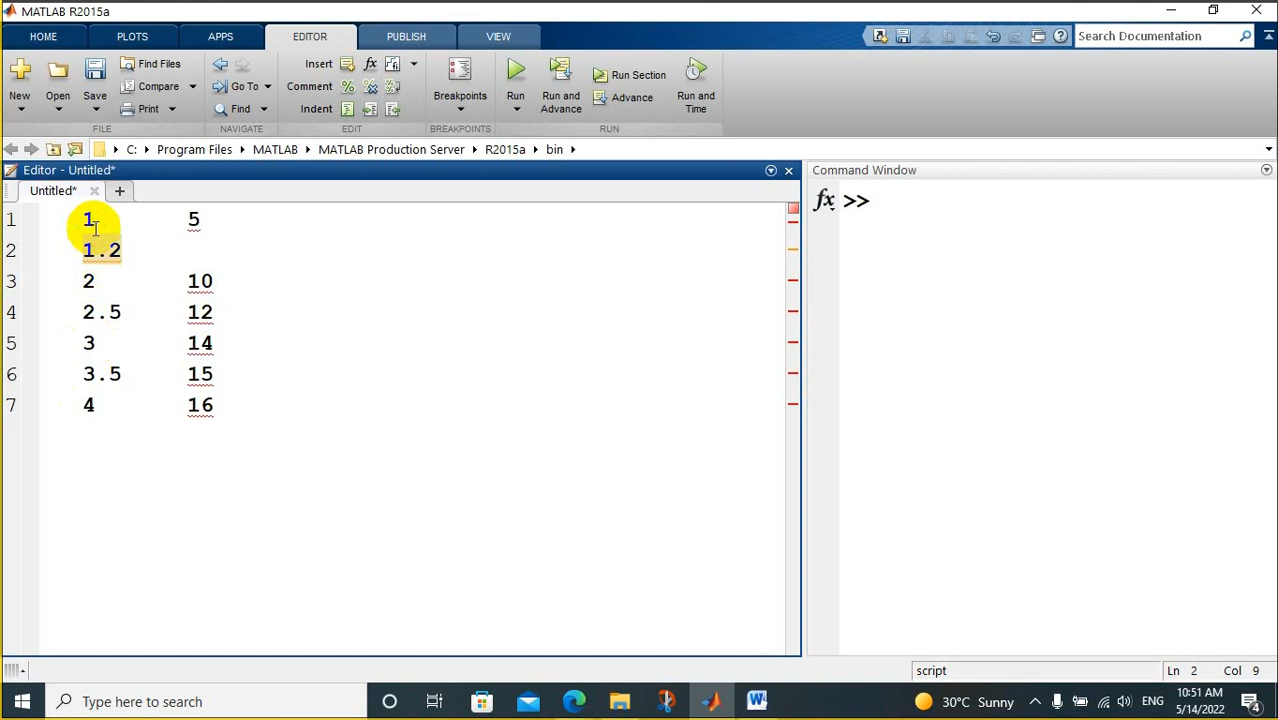 MATLAB R2015a
HOME PLOTS APPS EDITOR PUBLISH VIEW Search Documentation
New Open Save Find Files Compare Print Go To Find Insert fx Comment Indent Breakpoints Run Run and Advance Run Section Advance Run and Time
FILE NAVIGATE EDIT BREAKPOINTS RUN
C: Program Files MATLAB MATLAB Production Server R2015a bin
Editor - Untitled*
Untitled*
1 1 5
2 1.2
3 2 10
4 2.5 12
5 3 14
6 3.5 15
7 4 16
Command Window
fx >>
script Ln 2 Col 9
Type here to search
30°C Sunny
ENG
10:51 AM
5/14/2022
4